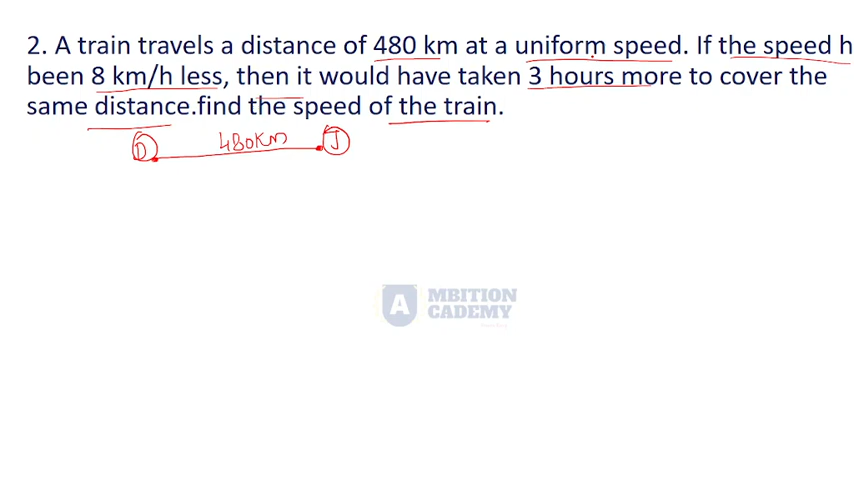 2. A train travels a distance of 480 km at a uniform speed. If the speed h
been 8 km/h less, then it would have taken 3 hours more to cover the
same distance.find the speed of the train.
480Km
D J
A MBITION
CADEMY